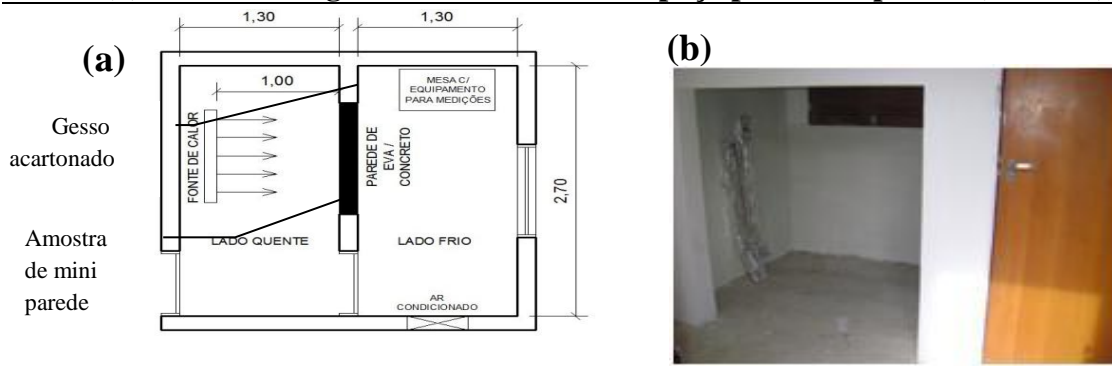 1,30
1,30
(a)
(b)
1,00
MESA C/
EQUIPAMENTO
PARA MEDIÇÕES
Gesso
acartonado
FONTE DE CALOR
PAREDE DE
EVA /
CONCRETO
2,70
Amostra
de mini
parede
LADO QUENTE
LADO FRIO
AR
CONDICIONADO